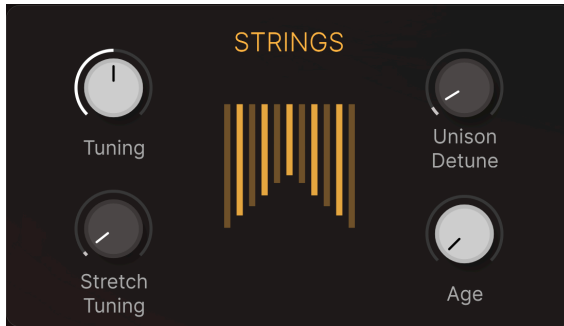 STRINGS
Tuning
Unison
Detune
Stretch
Tuning
Age